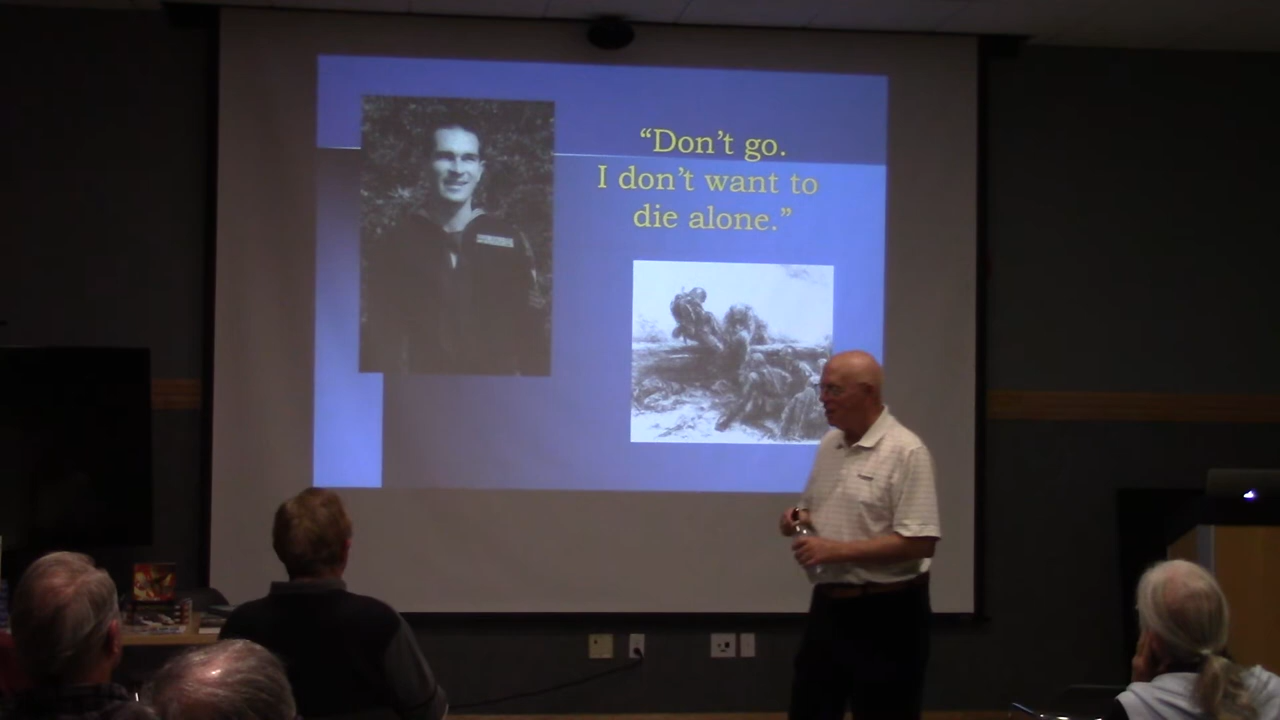 “Don’t go.
I don’t want to
die alone.”